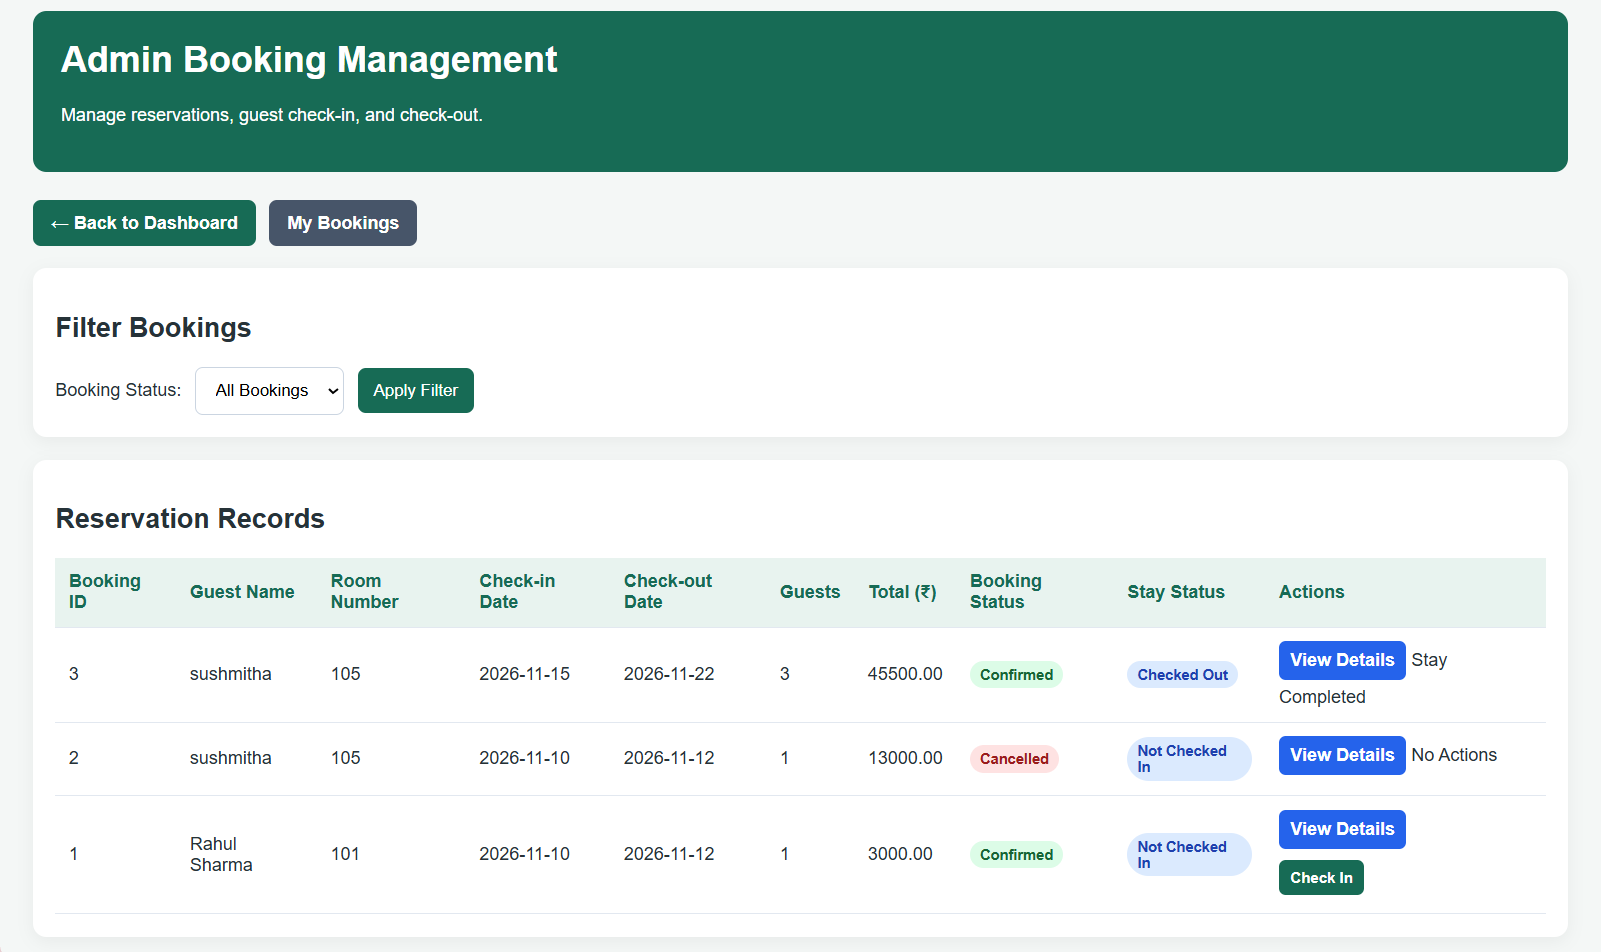 Admin Booking Management
Manage reservations, guest check-in, and check-out.
← Back to Dashboard
My Bookings
Filter Bookings
Booking Status:
All Bookings
Apply Filter
Reservation Records
Booking ID
Guest Name
Room Number
Check-in Date
Check-out Date
Guests
Total (₹)
Booking Status
Stay Status
Actions
3
sushmitha
105
2026-11-15
2026-11-22
3
45500.00
Confirmed
Checked Out
View Details Stay
Completed
2
sushmitha
105
2026-11-10
2026-11-12
1
13000.00
Cancelled
Not Checked
In
View Details No Actions
1
Rahul
Sharma
101
2026-11-10
2026-11-12
1
3000.00
Confirmed
Not Checked
In
View Details
Check In